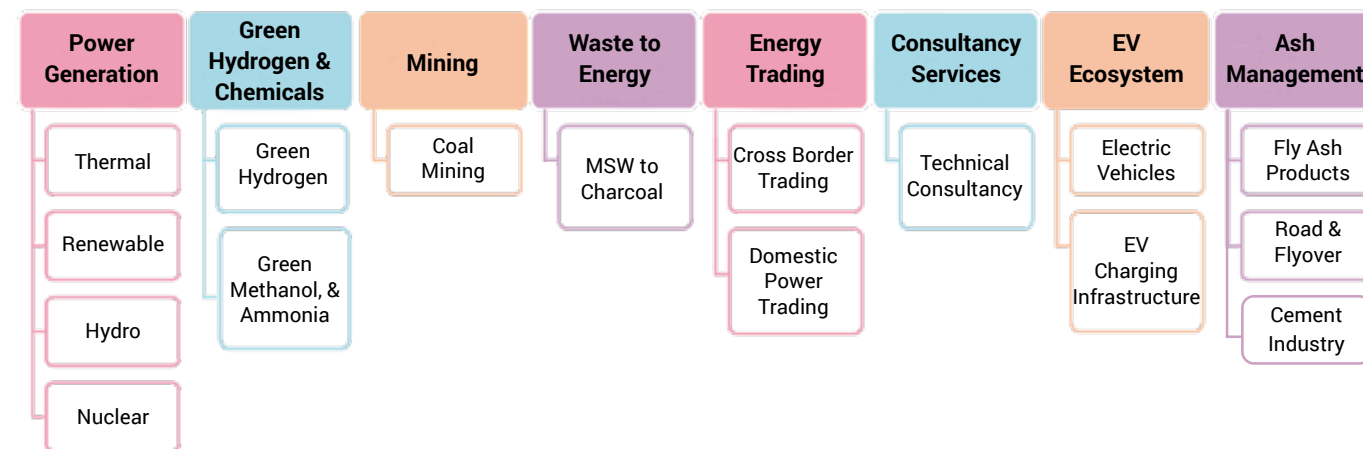 Power
Generation
Thermal
Renewable
Hydro
Nuclear
Green
Hydrogen &
Chemicals
Green
Hydrogen
Green
Methanol, &
Ammonia
Mining
Coal
Mining
Waste to
Energy
MSW to
Charcoal
Energy
Trading
Cross Border
Trading
Domestic
Power
Trading
Consultancy
Services
Technical
Consultancy
EV
Ecosystem
Electric
Vehicles
EV
Charging
Infrastructure
Ash
Management
Fly Ash
Products
Road &
Flyover
Cement
Industry